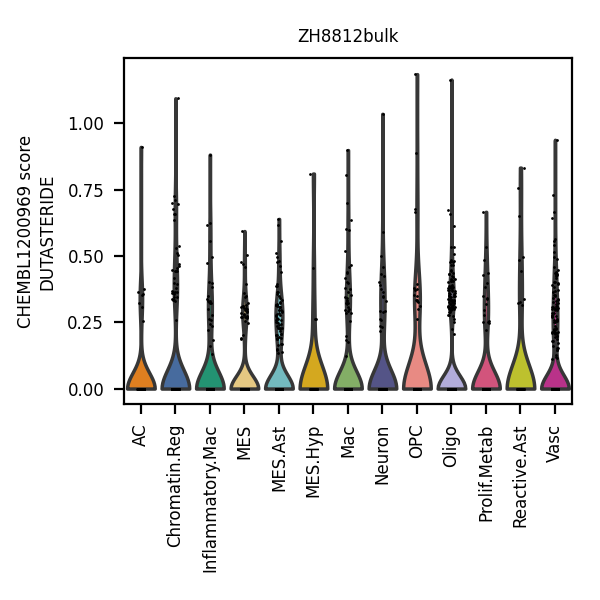 ZH8812bulk
CHEMBL1200969 score
DUTASTERIDE
1.00
0.75
0.50
0.25
0.00
AC
Chromatin.Reg
Inflammatory.Mac
MES
MES.Ast
MES.Hyp
Mac
Neuron
OPC
Oligo
Prolif.Metab
Reactive.Ast
Vasc